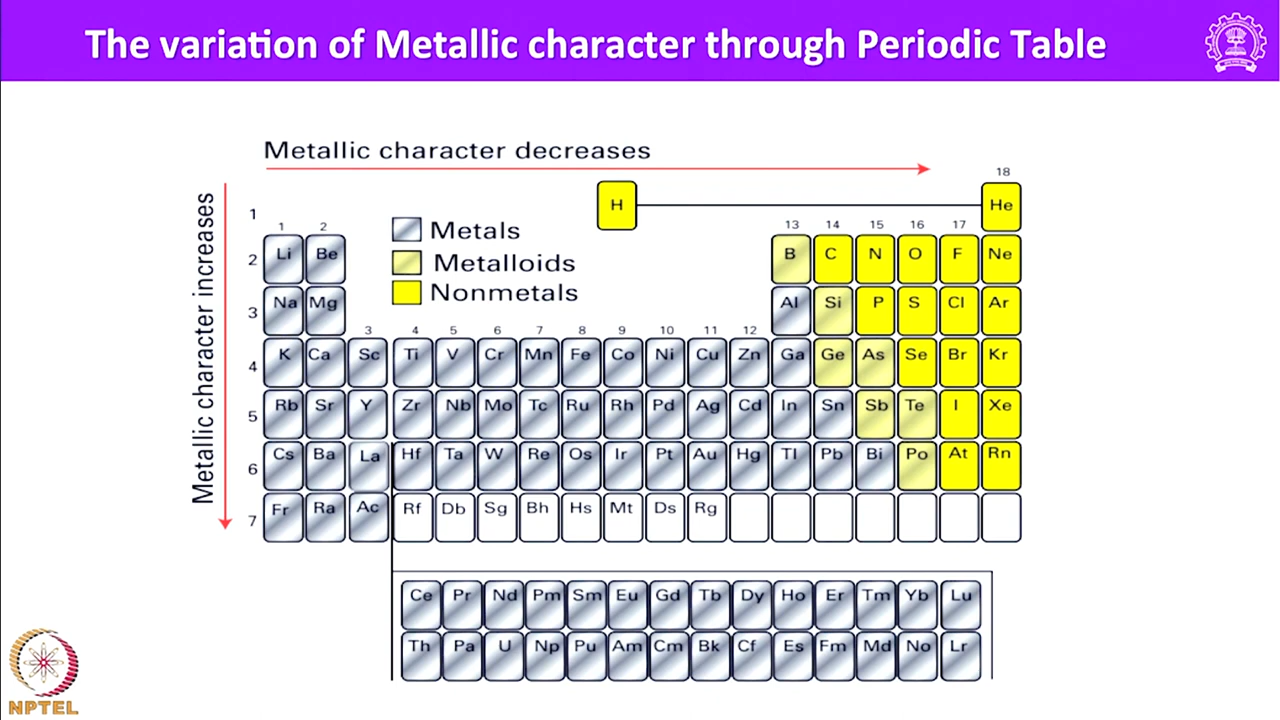 The variation of Metallic character through Periodic Table
Metallic character decreases
Metallic character increases
18
1 H He
1 2 13 14 15 16 17
Metals
Metalloids
Nonmetals
2 Li Be B C N O F Ne
3 Na Mg Al Si P S Cl Ar
3 4 5 6 7 8 9 10 11 12
4 K Ca Sc Ti V Cr Mn Fe Co Ni Cu Zn Ga Ge As Se Br Kr
5 Rb Sr Y Zr Nb Mo Tc Ru Rh Pd Ag Cd In Sn Sb Te I Xe
6 Cs Ba La Hf Ta W Re Os Ir Pt Au Hg Tl Pb Bi Po At Rn
7 Fr Ra Ac Rf Db Sg Bh Hs Mt Ds Rg
Ce Pr Nd Pm Sm Eu Gd Tb Dy Ho Er Tm Yb Lu
Th Pa U Np Pu Am Cm Bk Cf Es Fm Md No Lr
NPTEL